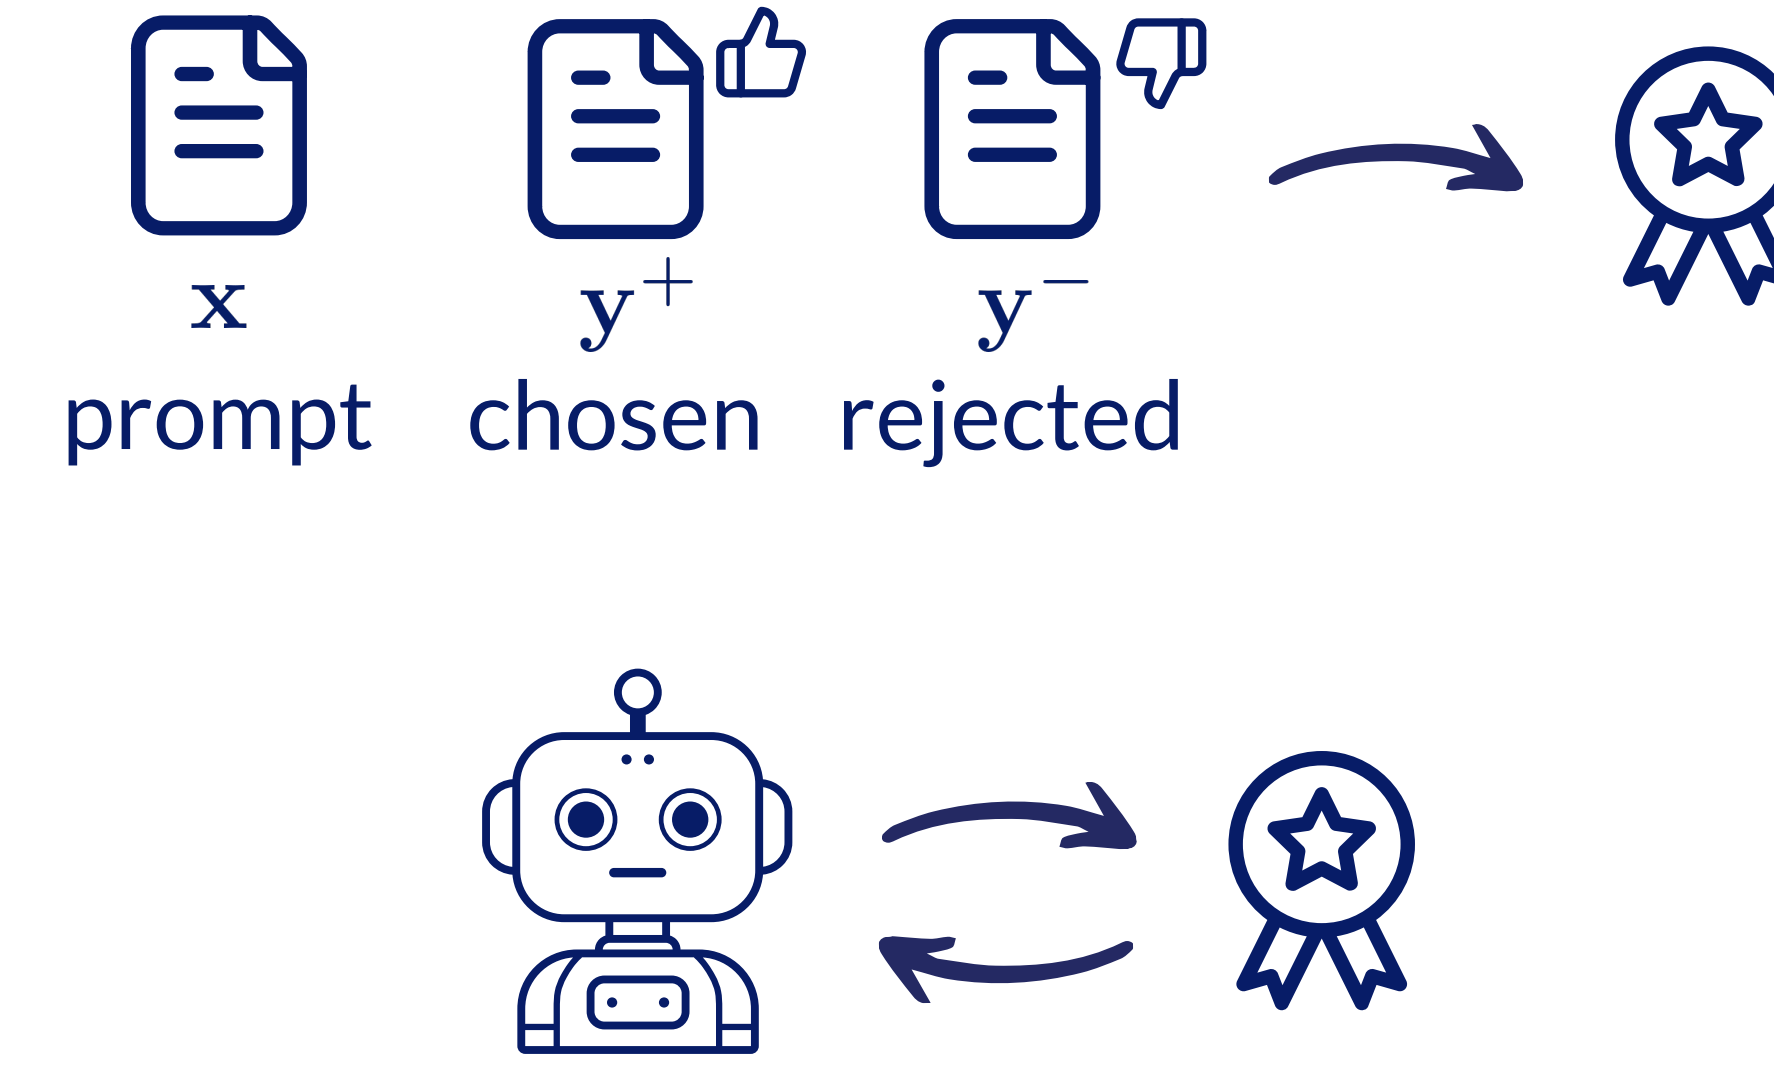 x y⁺ y⁻
prompt chosen rejected